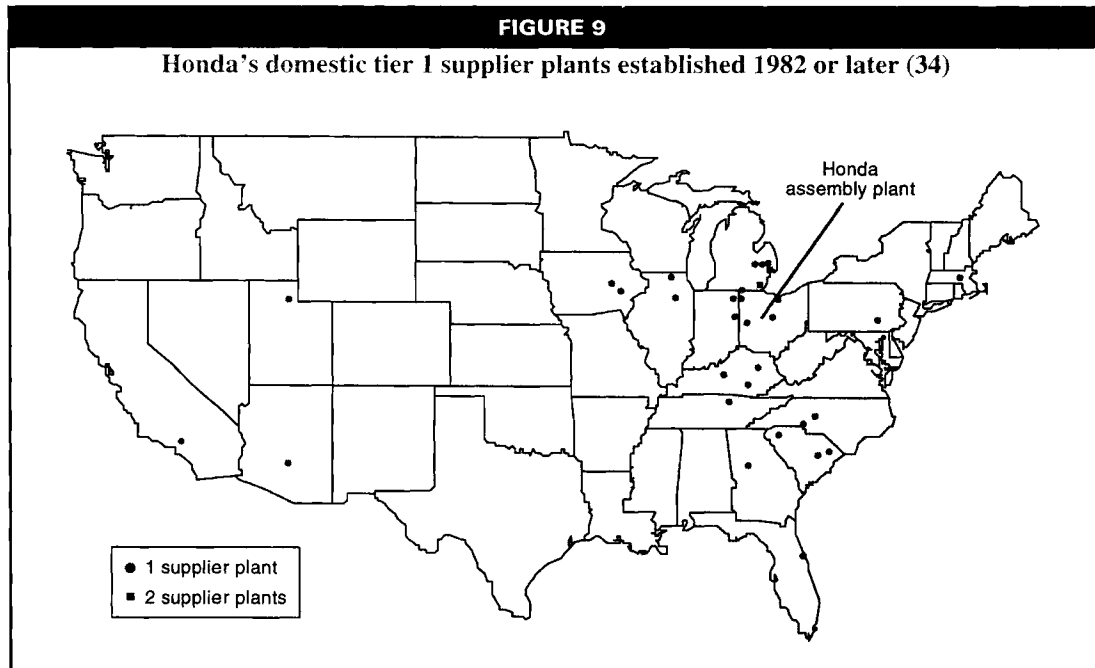 FIGURE 9
Honda's domestic tier 1 supplier plants established 1982 or later (34)
Honda
assembly plant
1 supplier plant
2 supplier plants